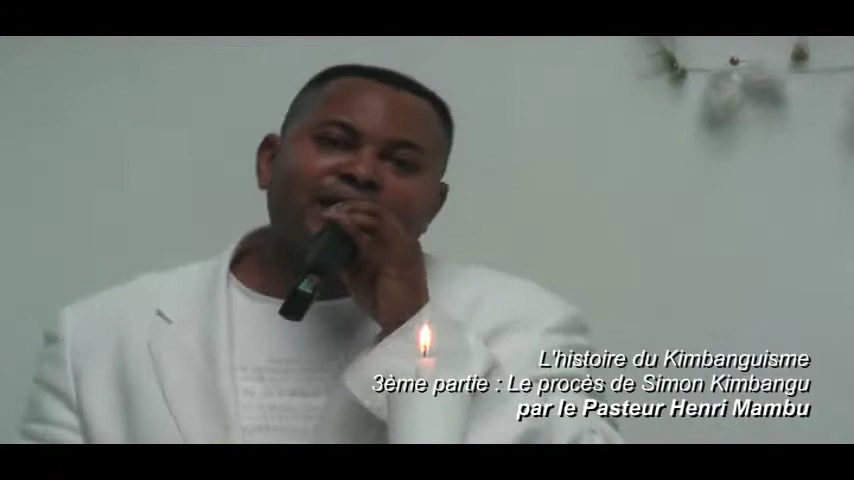 L'histoire du Kimbanguisme
3ème partie : Le procès de Simon Kimbangu
par le Pasteur Henri Mambu